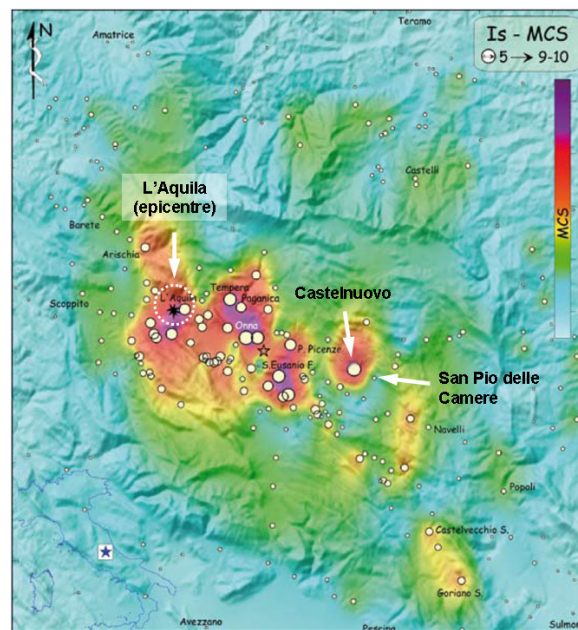 N
Amatrice
Teramo
Is - MCS
5 → 9-10
MCS
L'Aquila
(epicentre)
Castelli
Barete
Arischia
Scoppito
Tempera
L'Aquila
Paganica
Castelnuovo
Onna
P. Picenze
S.Eusanio F.
San Pio delle
Camere
Navelli
Popoli
Castelvecchio S.
Goriano S.
Avezzano
Pescina
Sulmo